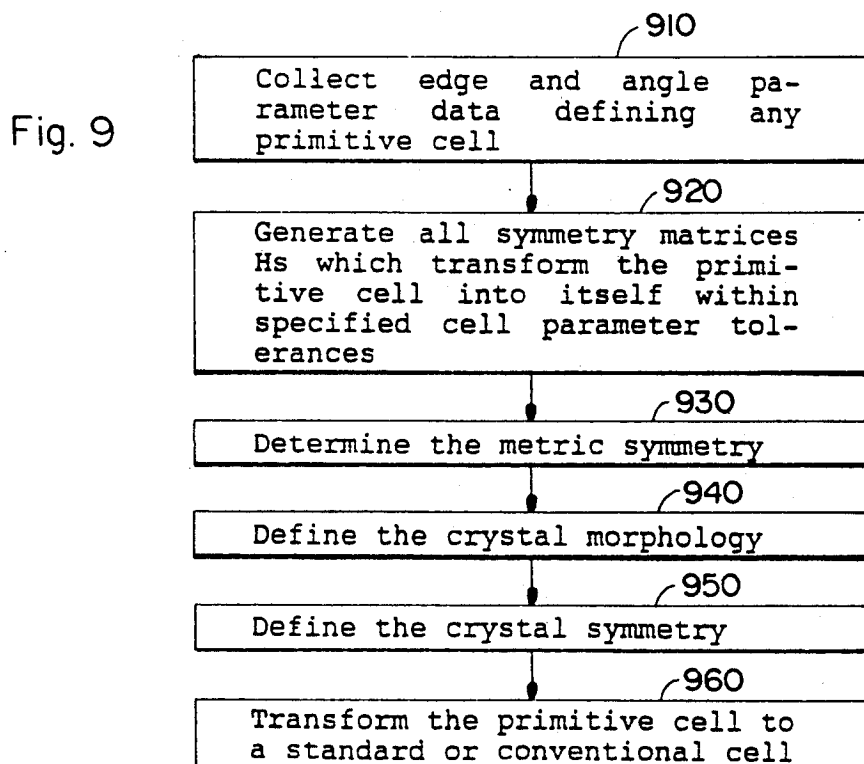 910
Collect edge and angle pa-
rameter data defining any
primitive cell
Fig. 9
920
Generate all symmetry matrices
Hs which transform the primi-
tive cell into itself within
specified cell parameter tol-
erances
930
Determine the metric symmetry
940
Define the crystal morphology
950
Define the crystal symmetry
960
Transform the primitive cell to
a standard or conventional cell